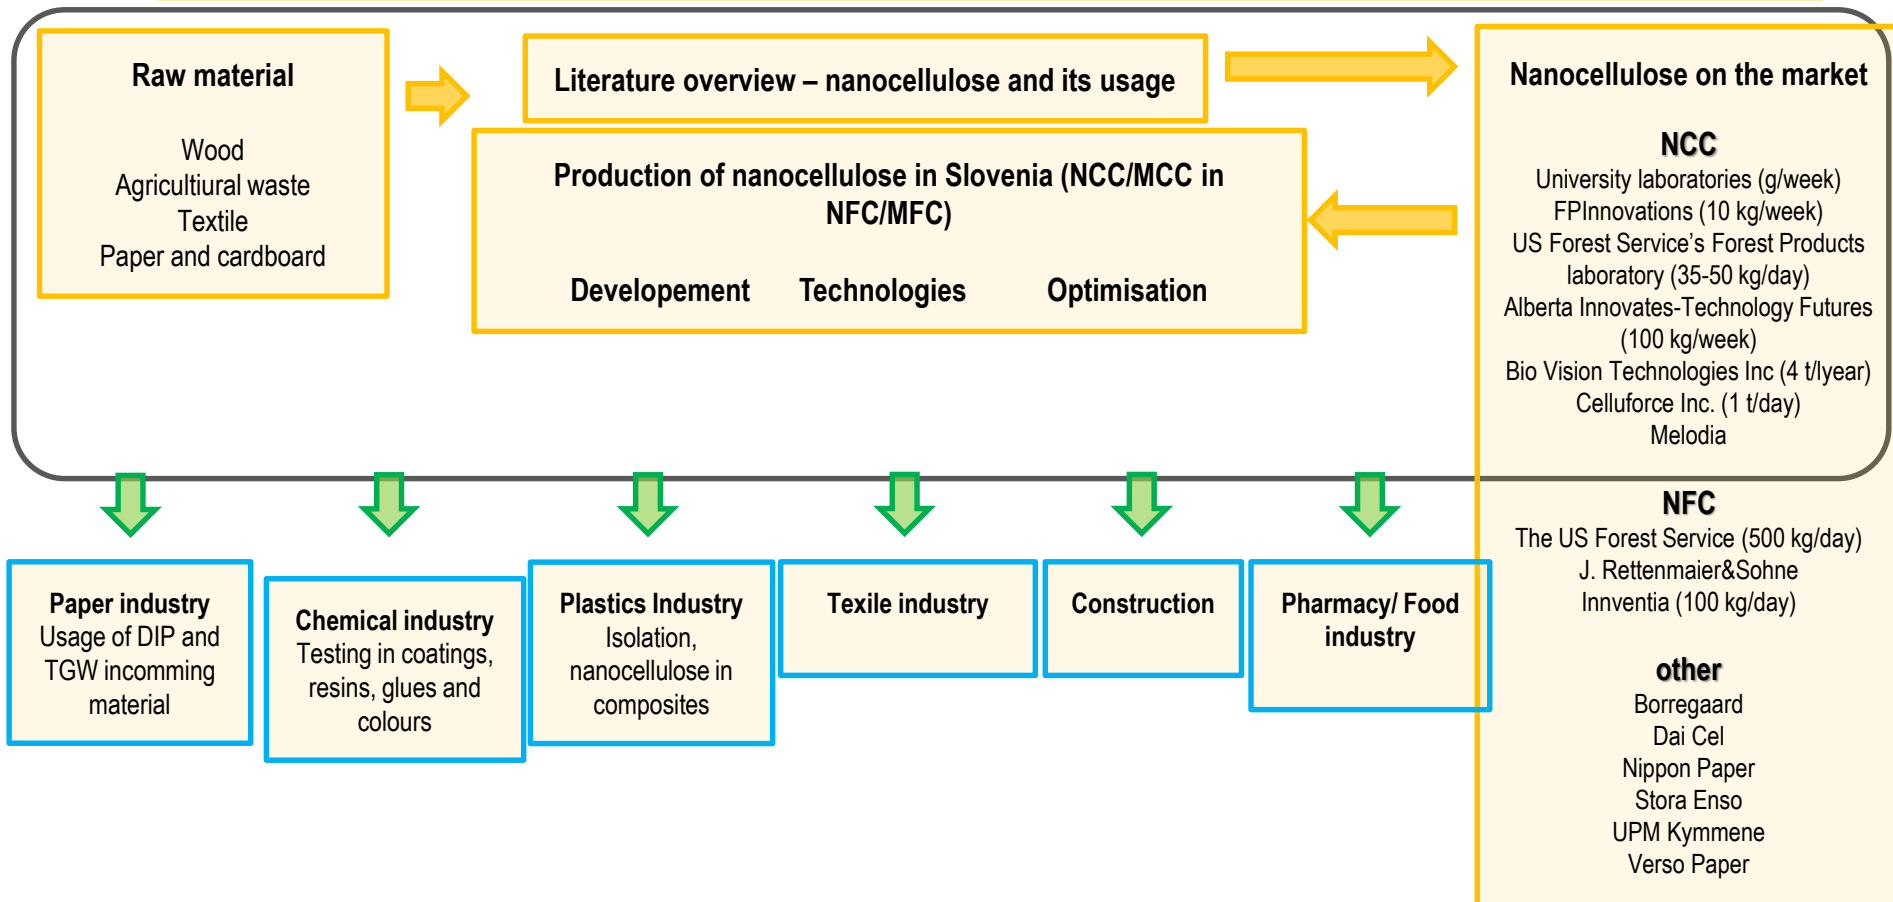 Raw material
Wood
Agricultiural waste
Textile
Paper and cardboard
Literature overview – nanocellulose and its usage
Production of nanocellulose in Slovenia (NCC/MCC in
NFC/MFC)
Developement Technologies Optimisation
Nanocellulose on the market
NCC
University laboratories (g/week)
FPInnovations (10 kg/week)
US Forest Service's Forest Products
laboratory (35-50 kg/day)
Alberta Innovates-Technology Futures
(100 kg/week)
Bio Vision Technologies Inc (4 t/lyear)
Celluforce Inc. (1 t/day)
Melodia
NFC
The US Forest Service (500 kg/day)
J. Rettenmaier&Sohne
Innventia (100 kg/day)
other
Borregaard
Dai Cel
Nippon Paper
Stora Enso
UPM Kymmene
Verso Paper
Paper industry
Usage of DIP and
TGW incomming
material
Chemical industry
Testing in coatings,
resins, glues and
colours
Plastics Industry
Isolation,
nanocellulose in
composites
Texile industry
Construction
Pharmacy/ Food
industry